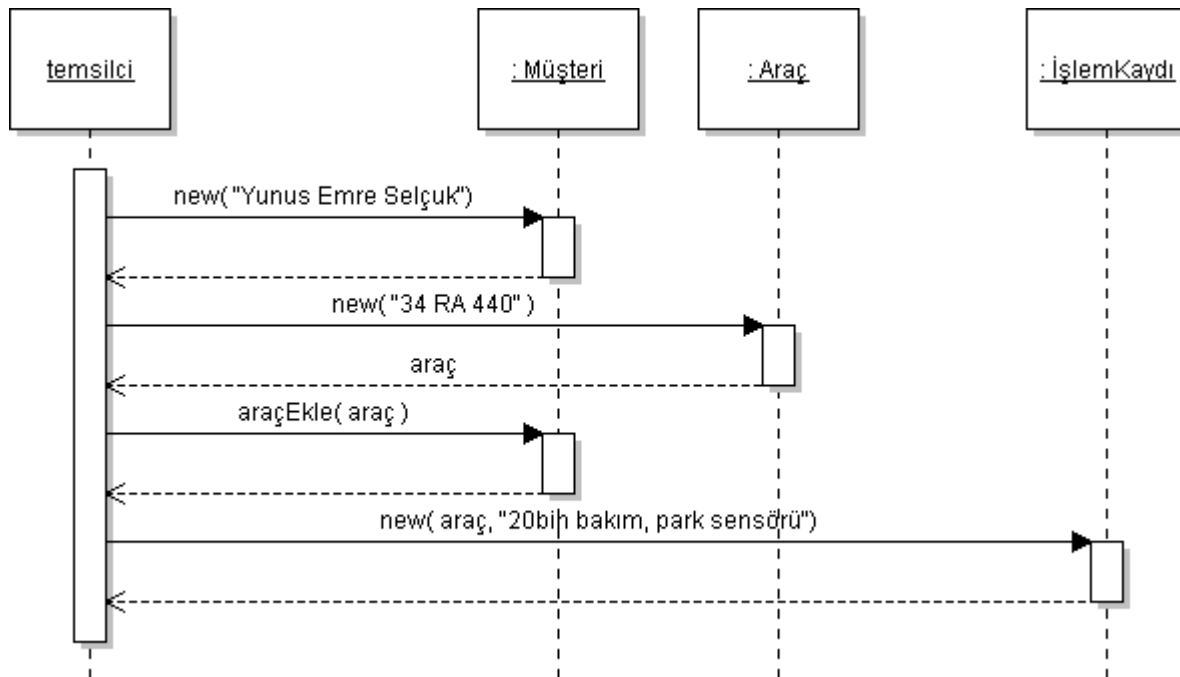 temsilci
: Müşteri
: Araç
: İşlemKaydı
new( "Yunus Emre Selçuk")
new( "34 RA 440" )
araç
araçEkle( araç )
new( araç, "20bin bakım, park sensörü")